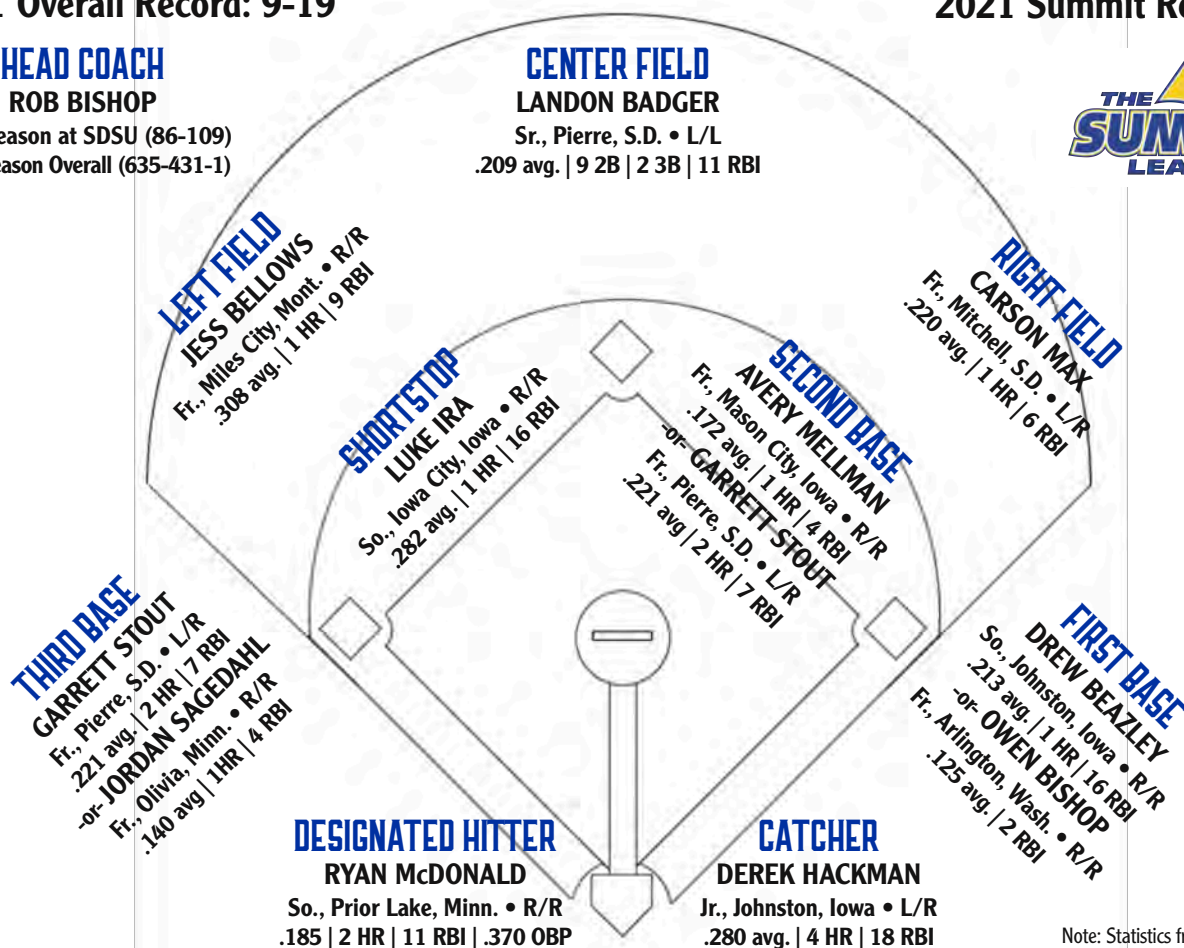 Overall Record: 9-19
2021 Summit
HEAD COACH
ROB BISHOP
eason at SDSU (86-109)
ason Overall (635-431-1)
CENTER FIELD
LANDON BADGER
Sr., Pierre, S.D. • L/L
.209 avg. | 9 2B | 2 3B | 11 RBI
THE
SUM
LEA
LEFT FIELD
JESS BELLOWS
Fr., Miles City, Mont. • R/R
.308 avg. | 1 HR | 9 RBI
RIGHT FIELD
CARSON MAX
Fr., Mitchell, S.D. • L/R
.220 avg. | 1 HR | 6 RBI
SHORTSTOP
LUKE IRA
So., Iowa City, Iowa • R/R
.282 avg. | 1 HR | 16 RBI
SECOND BASE
AVERY MELLMAN
Fr., Mason City, Iowa • R/R
.172 avg. | 1 HR | 4 RBI
-or- GARRETT STOUT
Fr., Pierre, S.D. • L/R
.221 avg | 2 HR | 7 RBI
THIRD BASE
GARRETT STOUT
Fr., Pierre, S.D. • L/R
.221 avg. | 2 HR | 7 RBI
-or- JORDAN SAGEDAHL
Fr., Olivia, Minn. • R/R
.140 avg | 1HR | 4 RBI
FIRST BASE
DREW BEAZLEY
So., Johnston, Iowa • R/R
.213 avg. | 1 HR | 16 RBI
-or- OWEN BISHOP
Fr., Arlington, Wash. • R/R
.125 avg. | 2 RBI
DESIGNATED HITTER
RYAN McDONALD
So., Prior Lake, Minn. • R/R
.185 | 2 HR | 11 RBI | .370 OBP
CATCHER
DEREK HACKMAN
Jr., Johnston, Iowa • L/R
.280 avg. | 4 HR | 18 RBI
Note: Statistics